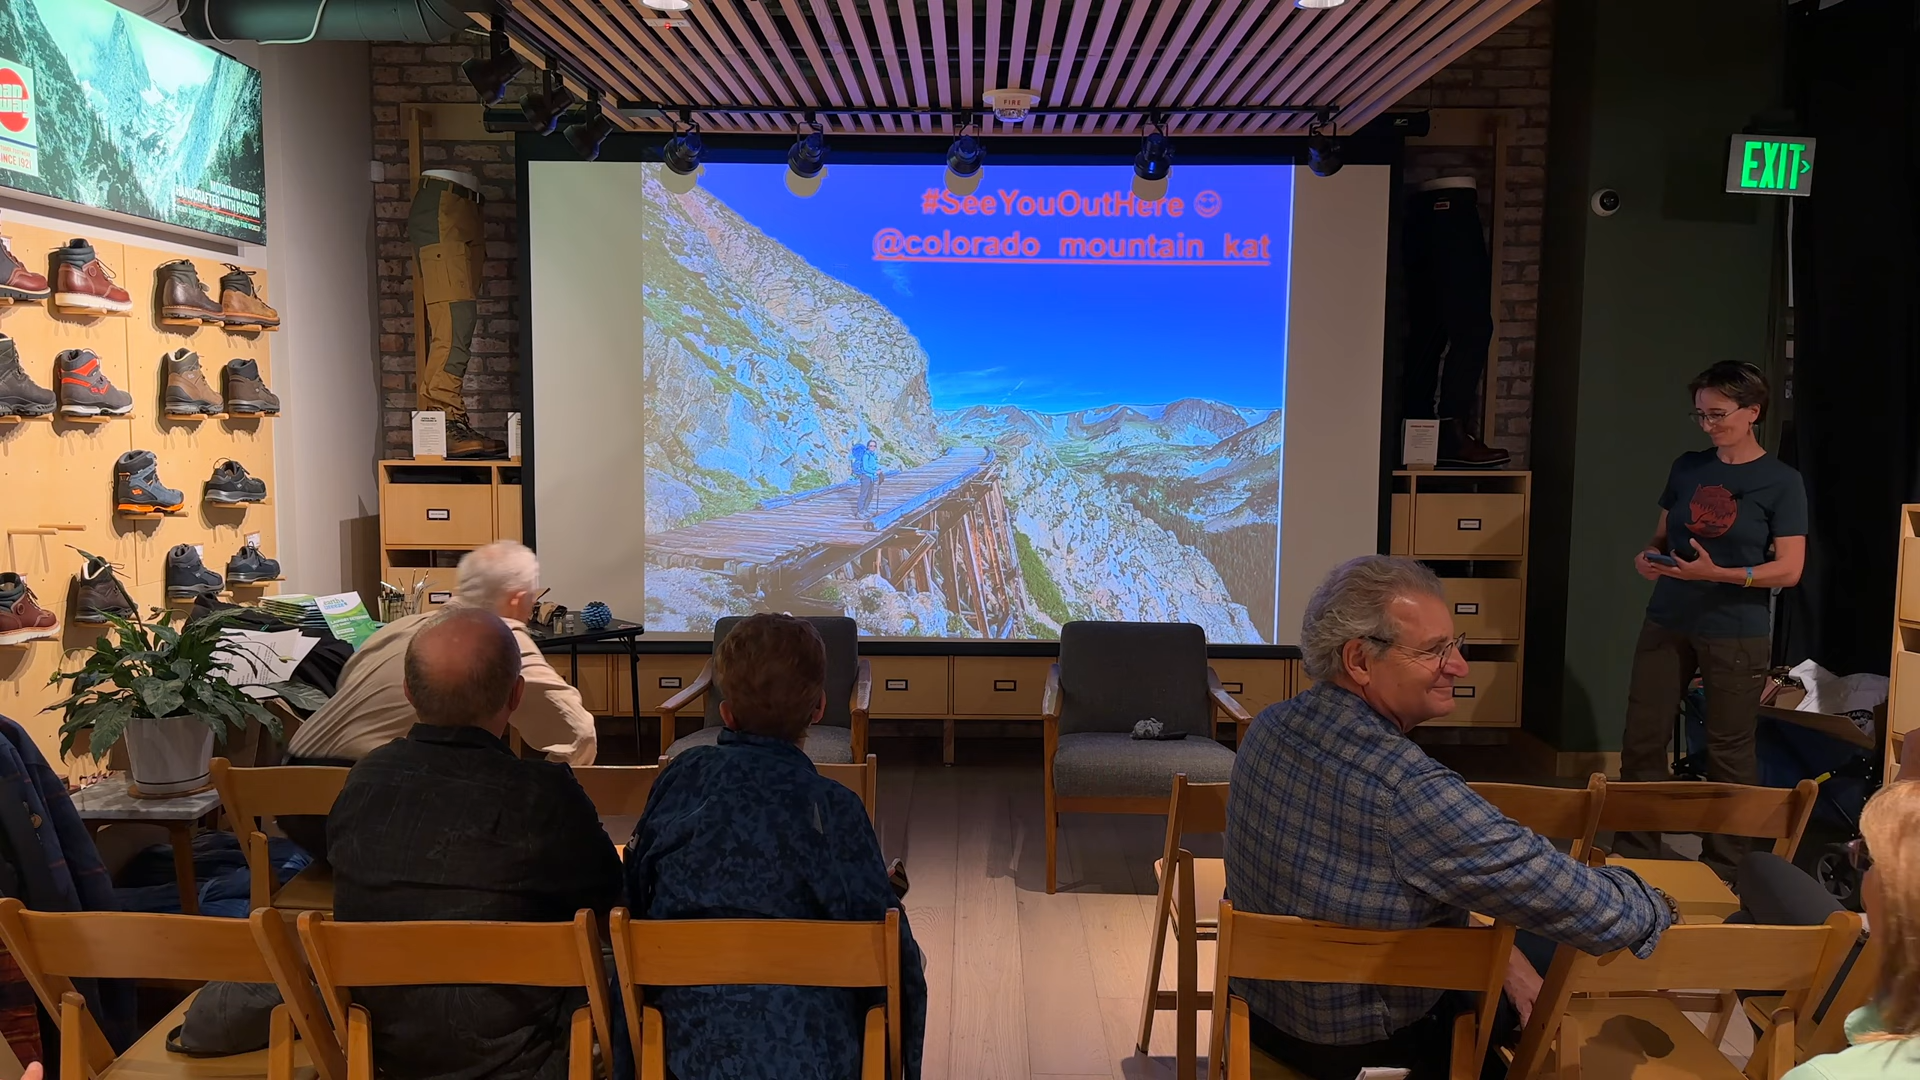 SINCE 1921
MOUNTAIN BOOTS
HANDCRAFTED WITH PASSION
FIRE
#SeeYouOutHere 😍
@colorado_mountain_kat
EXIT